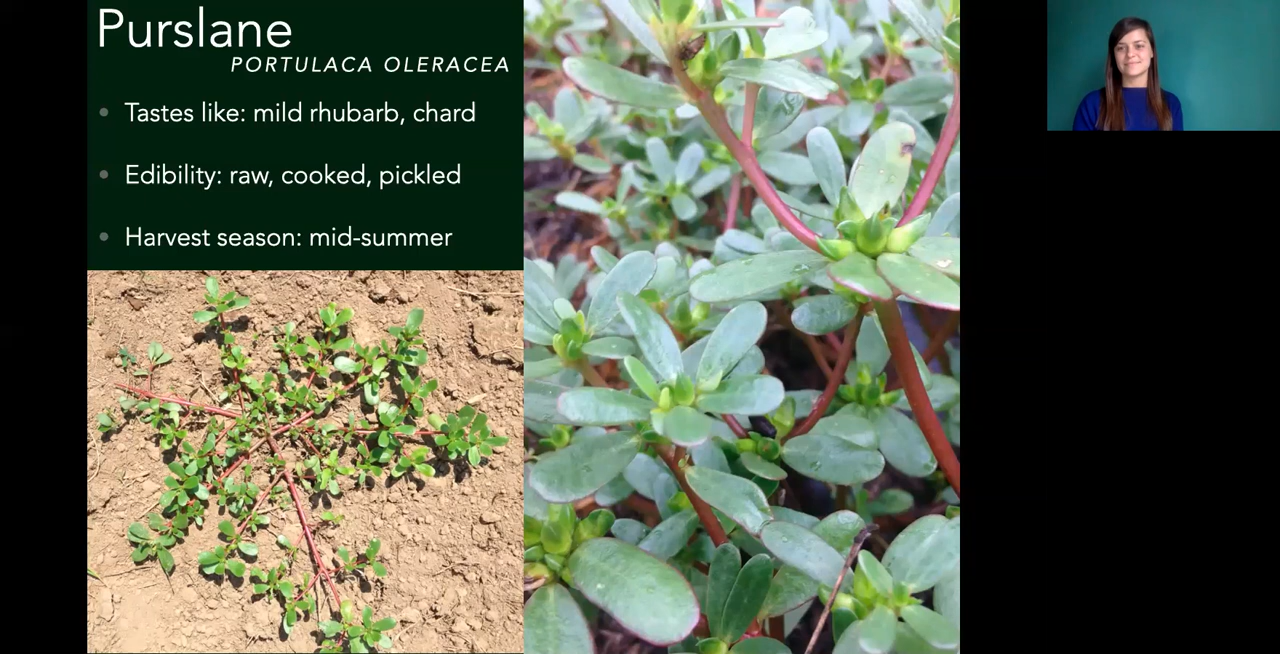 Purslane
PORTULACA OLERACEA
Tastes like: mild rhubarb, chard
Edibility: raw, cooked, pickled
Harvest season: mid-summer